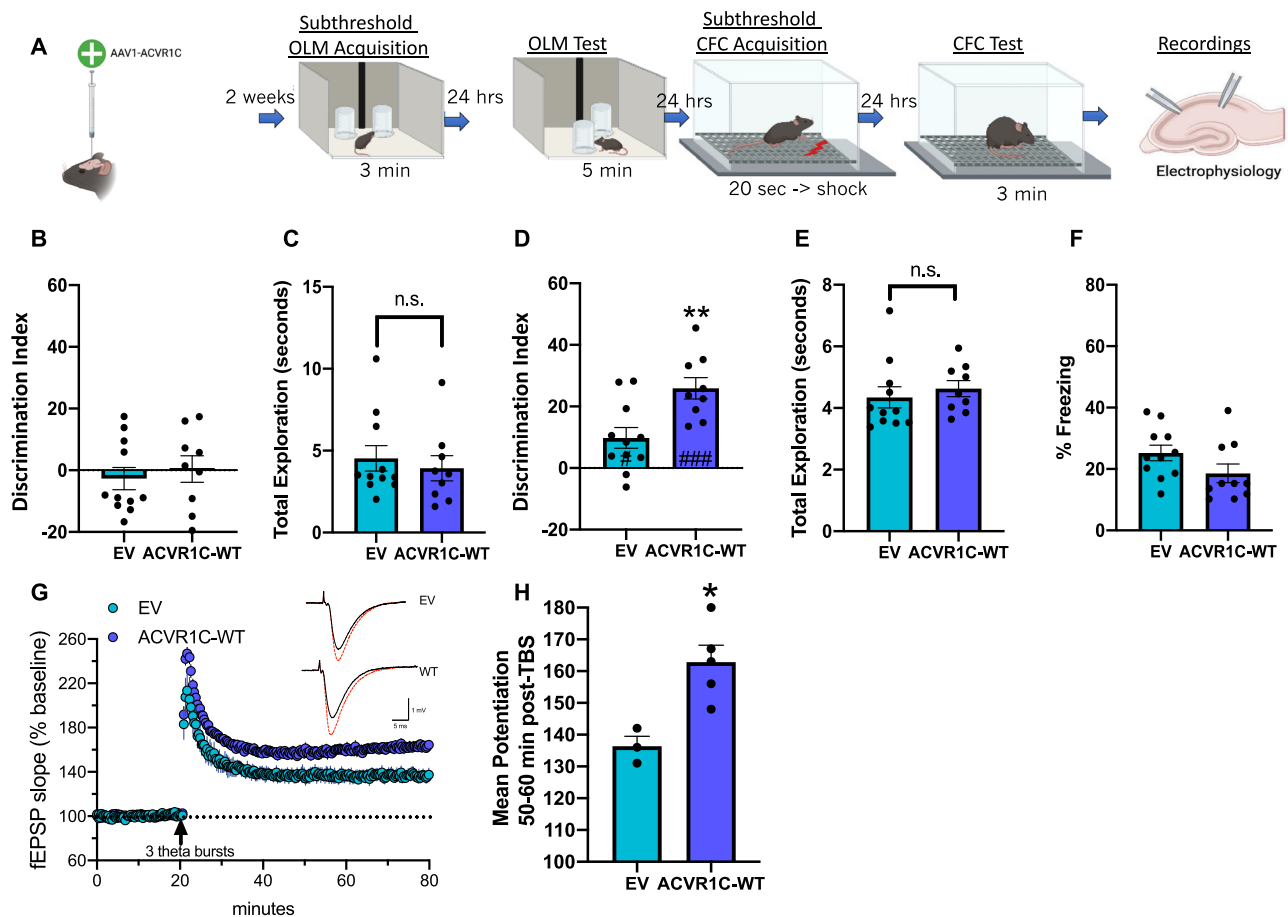 A
AAV1-ACVR1C
2 weeks
Subthreshold
OLM Acquisition
3 min
24 hrs
OLM Test
5 min
24 hrs
Subthreshold
CFC Acquisition
20 sec -> shock
24 hrs
CFC Test
3 min
Recordings
Electrophysiology
B
Discrimination Index
60
40
20
0
-20
EV
ACVR1C-WT
C
Total Exploration (seconds)
15
10
5
0
n.s.
EV
ACVR1C-WT
D
Discrimination Index
60
40
20
0
-20
**
#
###
EV
ACVR1C-WT
E
Total Exploration (seconds)
8
6
4
2
0
n.s.
EV
ACVR1C-WT
F
% Freezing
80
60
40
20
0
EV
ACVR1C-WT
G
EV
ACVR1C-WT
fEPSP slope (% baseline)
260
220
180
140
100
60
3 theta bursts
0
20
40
60
80
minutes
EV
WT
1 mV
5 ms
H
Mean Potentiation
50-60 min post-TBS
180
170
160
150
140
130
120
110
100
*
EV
ACVR1C-WT